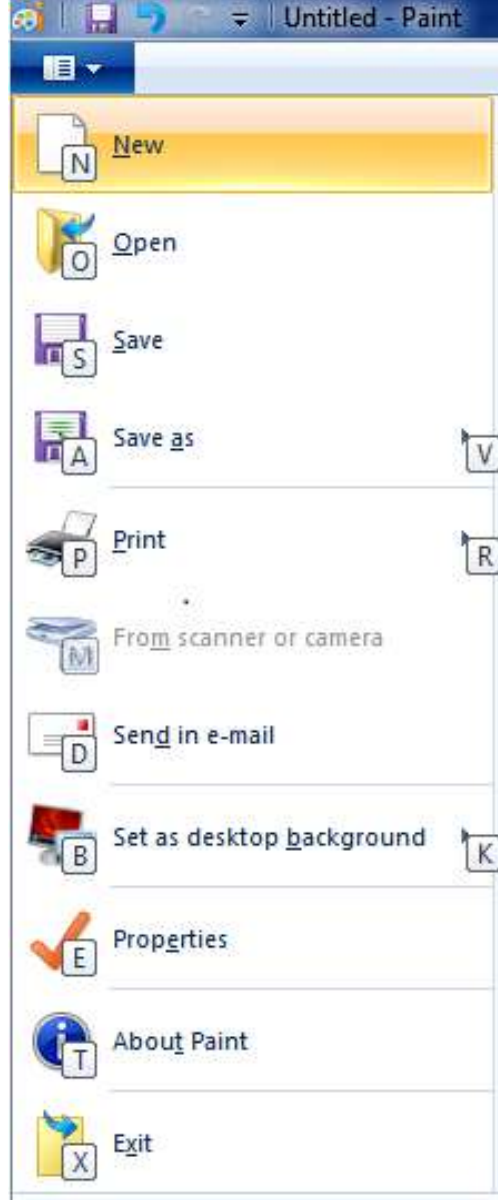 Untitled - Paint
New
N
Open
O
Save
S
Save as
A
V
Print
P
R
From scanner or camera
M
Send in e-mail
D
Set as desktop background
B
K
Properties
E
About Paint
T
Exit
X